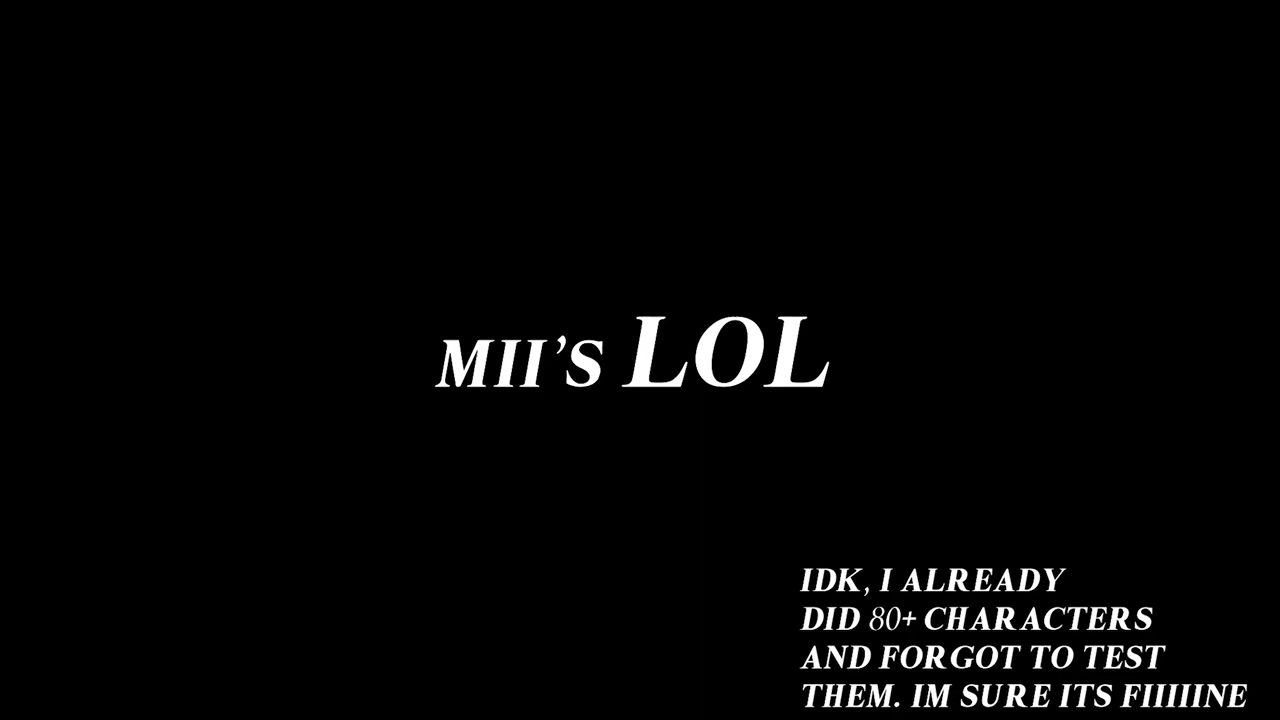 MII’S LOL
IDK, I ALREADY
DID 80+ CHARACTERS
AND FORGOT TO TEST
THEM. IM SURE ITS FIIIIINE